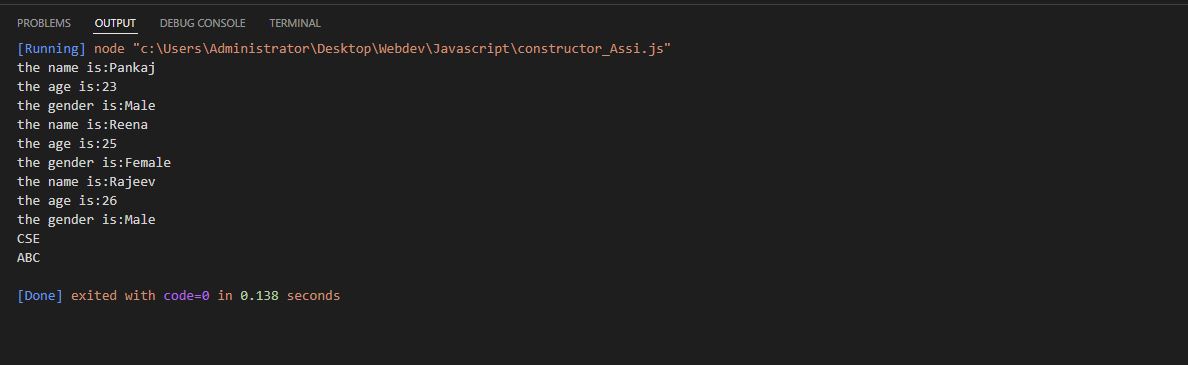 PROBLEMS OUTPUT DEBUG CONSOLE TERMINAL
[Running] node "c:\Users\Administrator\Desktop\Webdev\Javascript\constructor_Assi.js"
the name is:Pankaj
the age is:23
the gender is:Male
the name is:Reena
the age is:25
the gender is:Female
the name is:Rajeev
the age is:26
the gender is:Male
CSE
ABC
[Done] exited with code=0 in 0.138 seconds